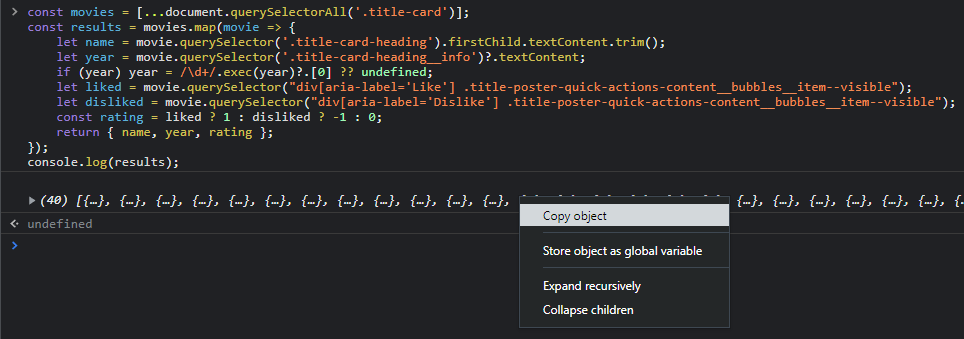 > const movies = [...document.querySelectorAll('.title-card')];
const results = movies.map(movie => {
let name = movie.querySelector('.title-card-heading').firstChild.textContent.trim();
let year = movie.querySelector('.title-card-heading__info')?.textContent;
if (year) year = /\d+/.exec(year)?.[0] ?? undefined;
let liked = movie.querySelector("div[aria-label='Like'] .title-poster-quick-actions-content__bubbles__item--visible");
let disliked = movie.querySelector("div[aria-label='Dislike'] .title-poster-quick-actions-content__bubbles__item--visible");
const rating = liked ? 1 : disliked ? -1 : 0;
return { name, year, rating };
});
console.log(results);
(40) [{…}, {…}, {…}, {…}, {…}, {…}, {…}, {…}, {…}, {…}, {…}, {…}, {…}, {…}, {…}, {…}, {…}, {…}, {…
undefined
>
Copy object
Store object as global variable
Expand recursively
Collapse children